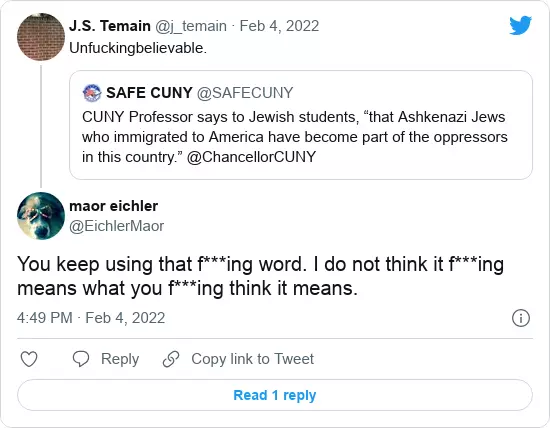 J.S. Temain @j_temain · Feb 4, 2022
Unfuckingbelievable.
SAFE CUNY @SAFECUNY
CUNY Professor says to Jewish students, “that Ashkenazi Jews
who immigrated to America have become part of the oppressors
in this country.” @ChancellorCUNY
maor eichler
@EichlerMaor
You keep using that f***ing word. I do not think it f***ing
means what you f***ing think it means.
4:49 PM · Feb 4, 2022
Reply Copy link to Tweet
Read 1 reply